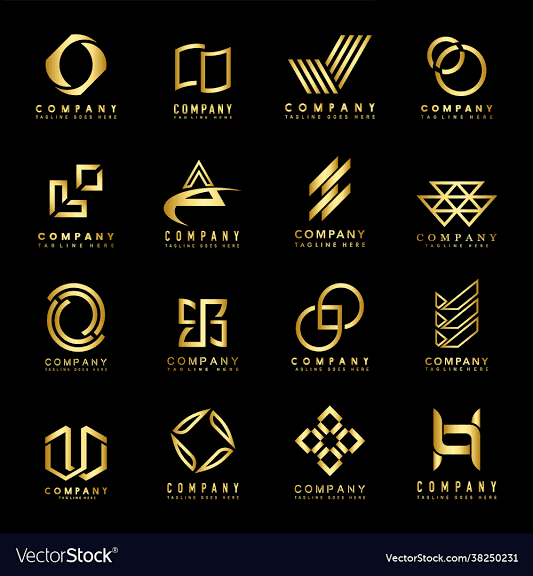 COMPANY COMPANY COMPANY COMPANY
TAGLINE GOES HERE TAGLINE HERE TAGLINE HERE TAGLINE HERE
COMPANY COMPANY COMPANY COMPANY
TAGLINE HERE TAGLINE GOES HERE TAGLINE HERE TAGLINE HERE
COMPANY COMPANY COMPANY COMPANY
TAGLINE GOES HERE TAGLINE HERE TAGLINE GOES HERE TAGLINE HERE
COMPANY COMPANY COMPANY COMPANY
TAGLINE HERE TAGLINE GOES HERE TAGLINE GOES HERE TAGLINE GOES HERE
VectorStock®
VectorStock.com/38250231